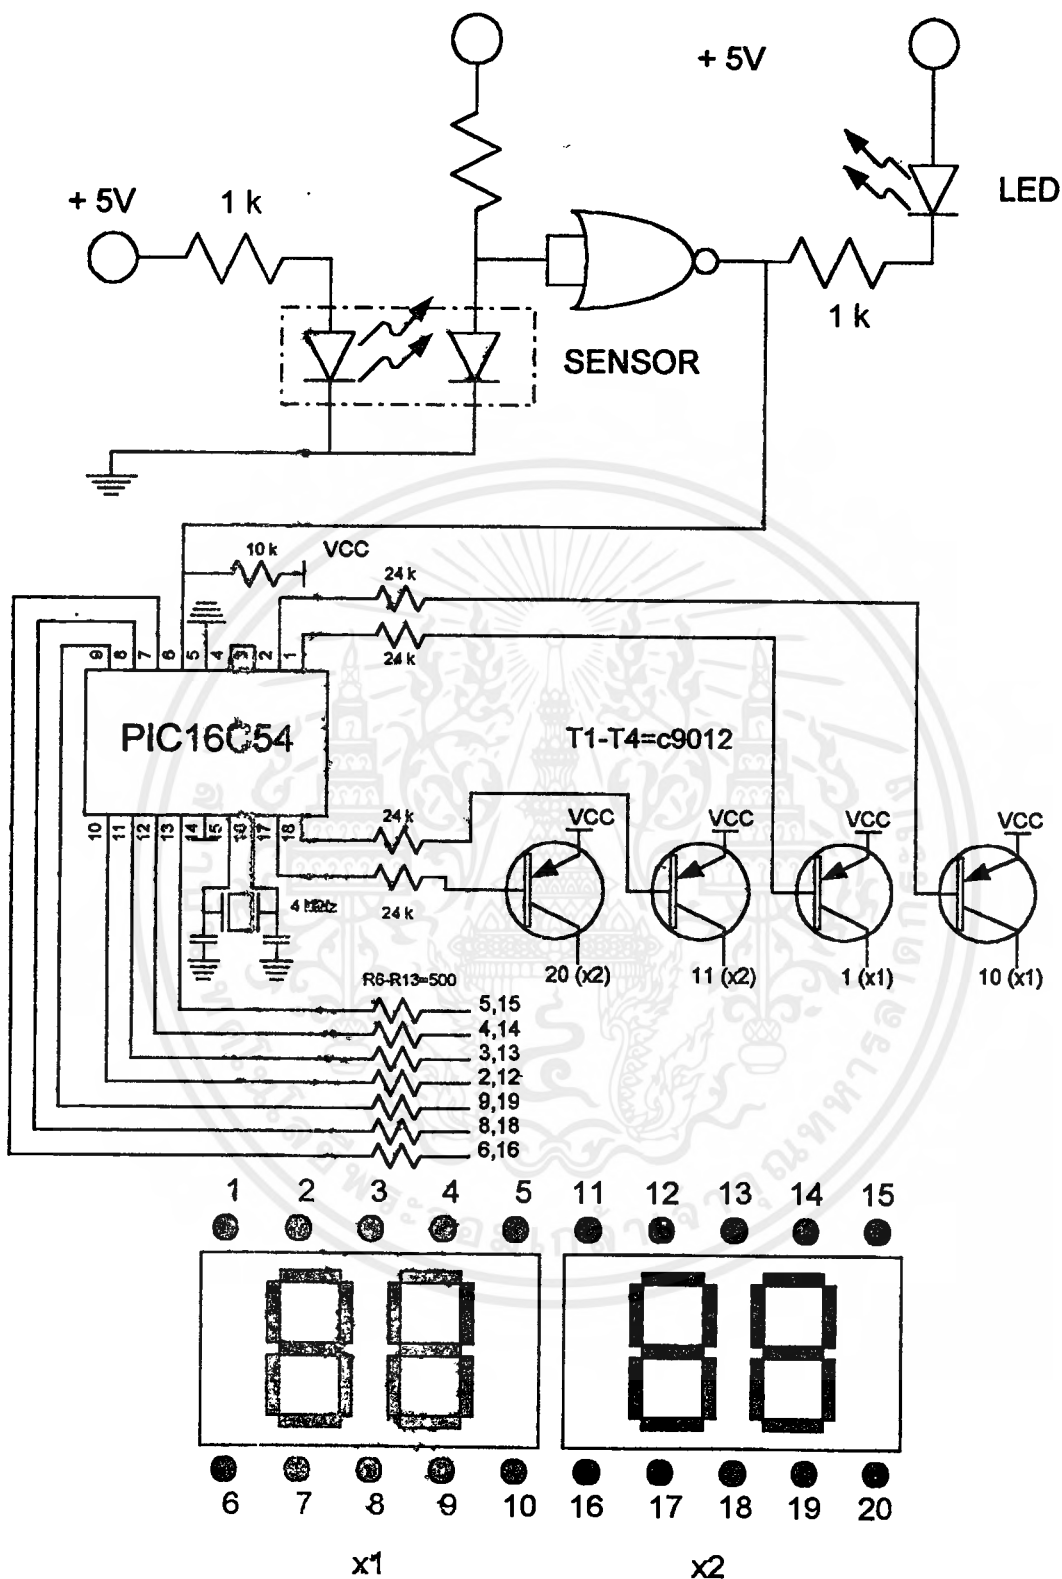 + 5V
LED
+ 5V
1 k
1 k
SENSOR
10 k
VCC
24 k
24 k
9 8 7 6 5 4 3 2 1
PIC16C54
T1-T4=c9012
10 11 12 13 14 15 16 17 18
24 k
VCC
VCC
VCC
VCC
4 MHz
24 k
20 (x2)
11 (x2)
1 (x1)
10 (x1)
R6-R13=500
5,15
4,14
3,13
2,12
9,19
8,18
6,16
1 2 3 4 5 11 12 13 14 15
6 7 8 9 10 16 17 18 19 20
x1
x2